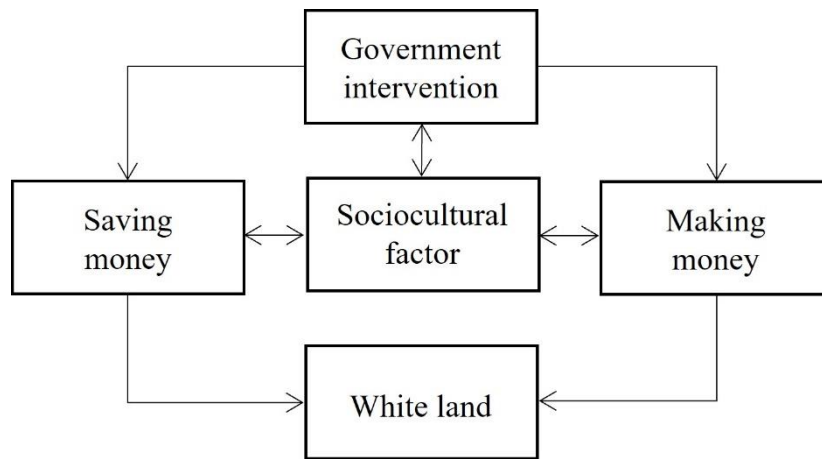 Government
intervention
Saving
money
Sociocultural
factor
Making
money
White land